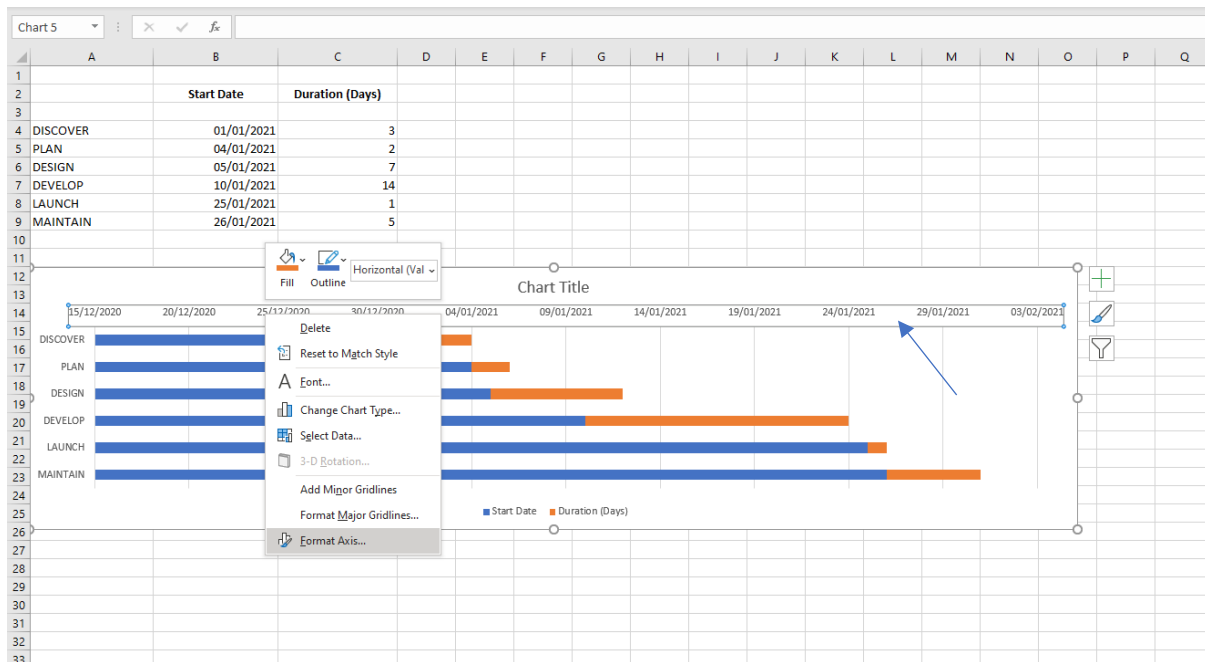 Chart 5 fx
A B C D E F G H I J K L M N O P Q
1
2 Start Date Duration (Days)
3
4 DISCOVER 01/01/2021 3
5 PLAN 04/01/2021 2
6 DESIGN 05/01/2021 7
7 DEVELOP 10/01/2021 14
8 LAUNCH 25/01/2021 1
9 MAINTAIN 26/01/2021 5
10
11
12
13
14
15
16
17
18
19
20
21
22
23
24
25
26
27
28
29
30
31
32
33
Horizontal (Val
Fill Outline
Chart Title
15/12/2020 20/12/2020 25/12/2020 30/12/2020 04/01/2021 09/01/2021 14/01/2021 19/01/2021 24/01/2021 29/01/2021 03/02/2021
DISCOVER
PLAN
DESIGN
DEVELOP
LAUNCH
MAINTAIN
Delete
Reset to Match Style
A Font...
Change Chart Type...
Select Data...
3-D Rotation...
Add Minor Gridlines
Format Major Gridlines...
Format Axis...
Start Date Duration (Days)